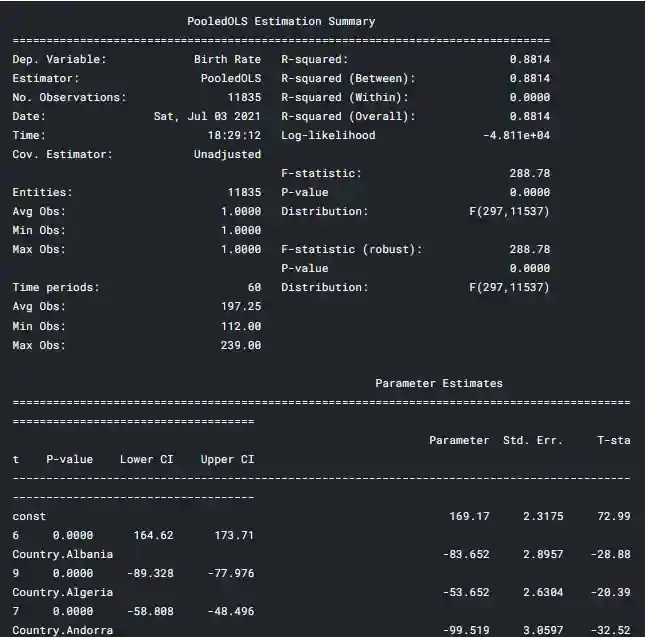 PooledOLS Estimation Summary
================================================================================
Dep. Variable: Birth Rate R-squared: 0.8814
Estimator: PooledOLS R-squared (Between): 0.8814
No. Observations: 11835 R-squared (Within): 0.0000
Date: Sat, Jul 03 2021 R-squared (Overall): 0.8814
Time: 18:29:12 Log-likelihood -4.811e+04
Cov. Estimator: Unadjusted
F-statistic: 288.78
Entities: 11835 P-value 0.0000
Avg Obs: 1.0000 Distribution: F(297,11537)
Min Obs: 1.0000
Max Obs: 1.0000 F-statistic (robust): 288.78
P-value 0.0000
Time periods: 60 Distribution: F(297,11537)
Avg Obs: 197.25
Min Obs: 112.00
Max Obs: 239.00
Parameter Estimates
============================================================================================
====================================
Parameter Std. Err. T-sta
t P-value Lower CI Upper CI
--------------------------------------------------------------------------------------------
------------------------------------
const 169.17 2.3175 72.99
6 0.0000 164.62 173.71
Country.Albania -83.652 2.8957 -28.88
9 0.0000 -89.328 -77.976
Country.Algeria -53.652 2.6304 -20.39
7 0.0000 -58.808 -48.496
Country.Andorra -99.519 3.0597 -32.52